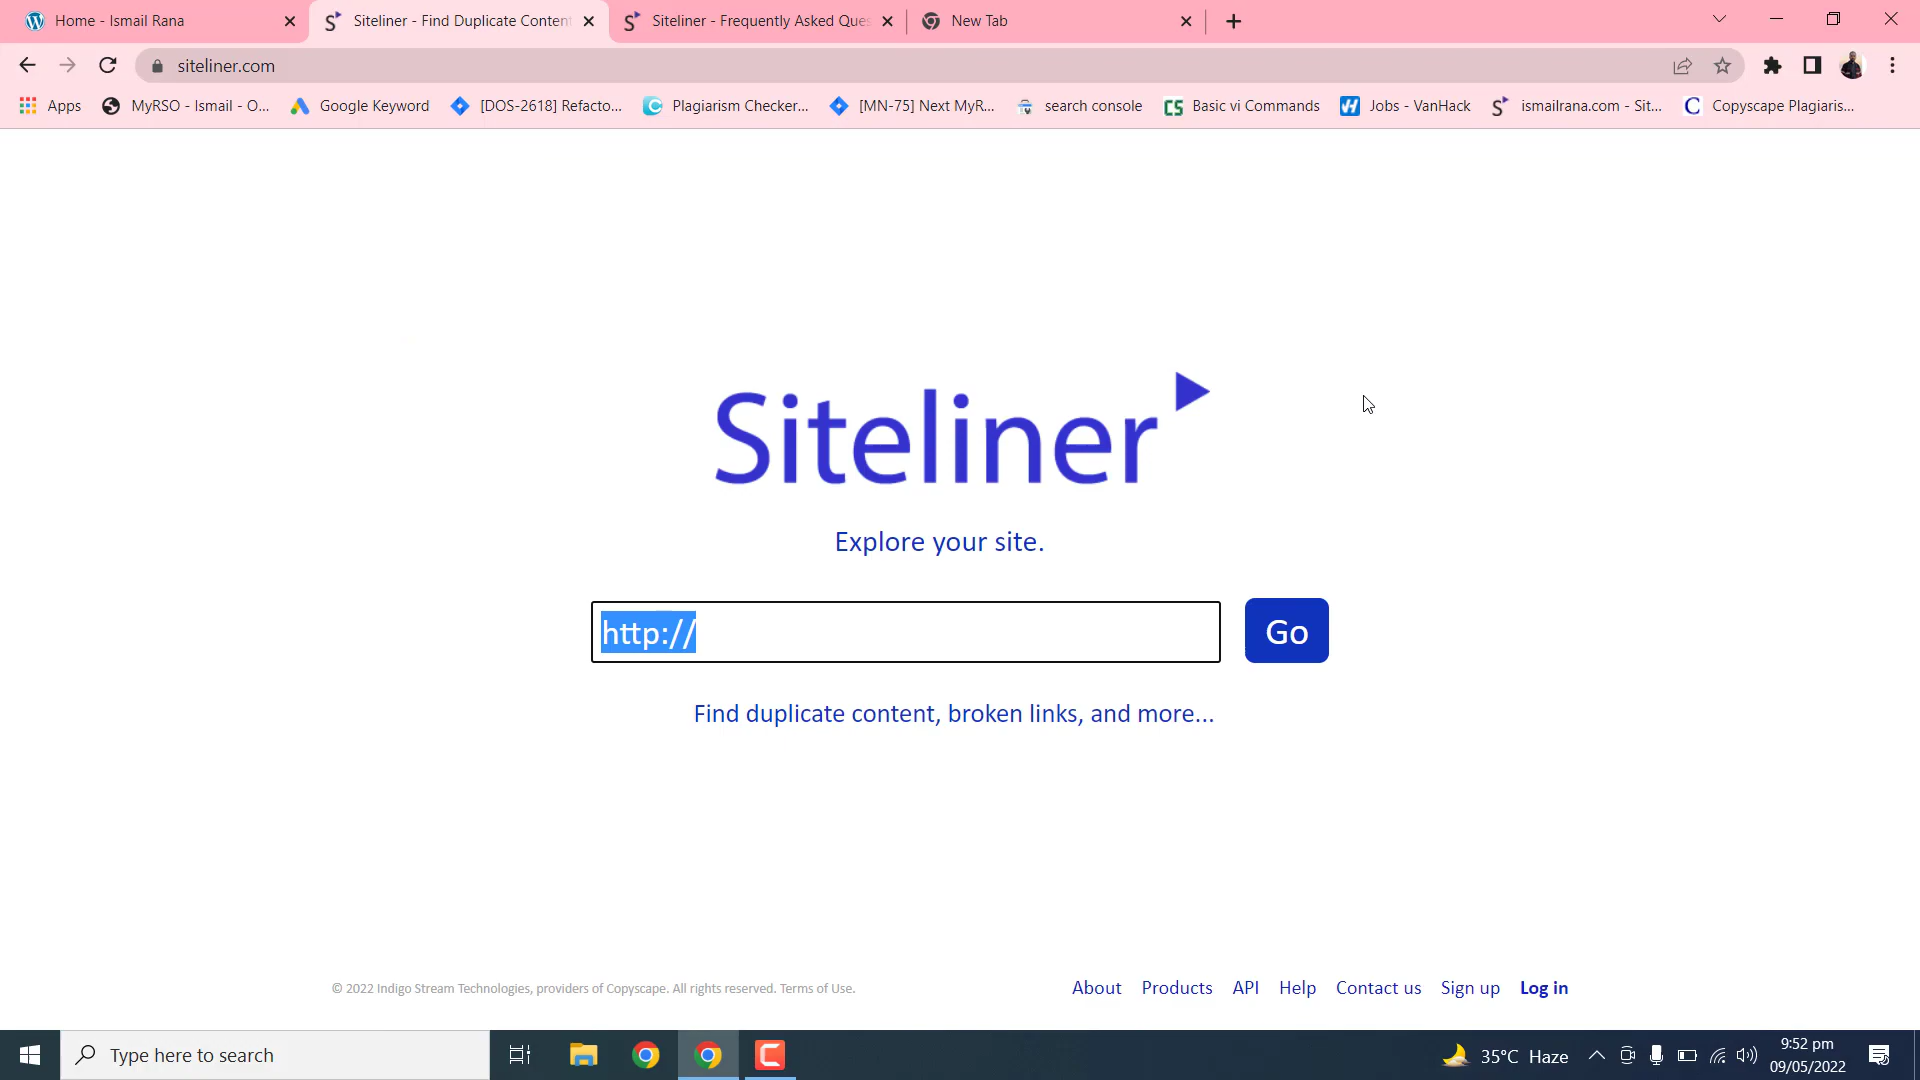 Home - Ismail Rana
Siteliner - Find Duplicate Content
Siteliner - Frequently Asked Ques
New Tab
siteliner.com
Apps
MyRSO - Ismail - O...
Google Keyword
[DOS-2618] Refacto...
Plagiarism Checker...
[MN-75] Next MyR...
search console
Basic vi Commands
Jobs - VanHack
ismailrana.com - Sit...
Copyscape Plagiaris...
Siteliner
Explore your site.
http://
Go
Find duplicate content, broken links, and more...
© 2022 Indigo Stream Technologies, providers of Copyscape. All rights reserved. Terms of Use.
About Products API Help Contact us Sign up Log in
Type here to search
35°C Haze
9:52 pm
09/05/2022